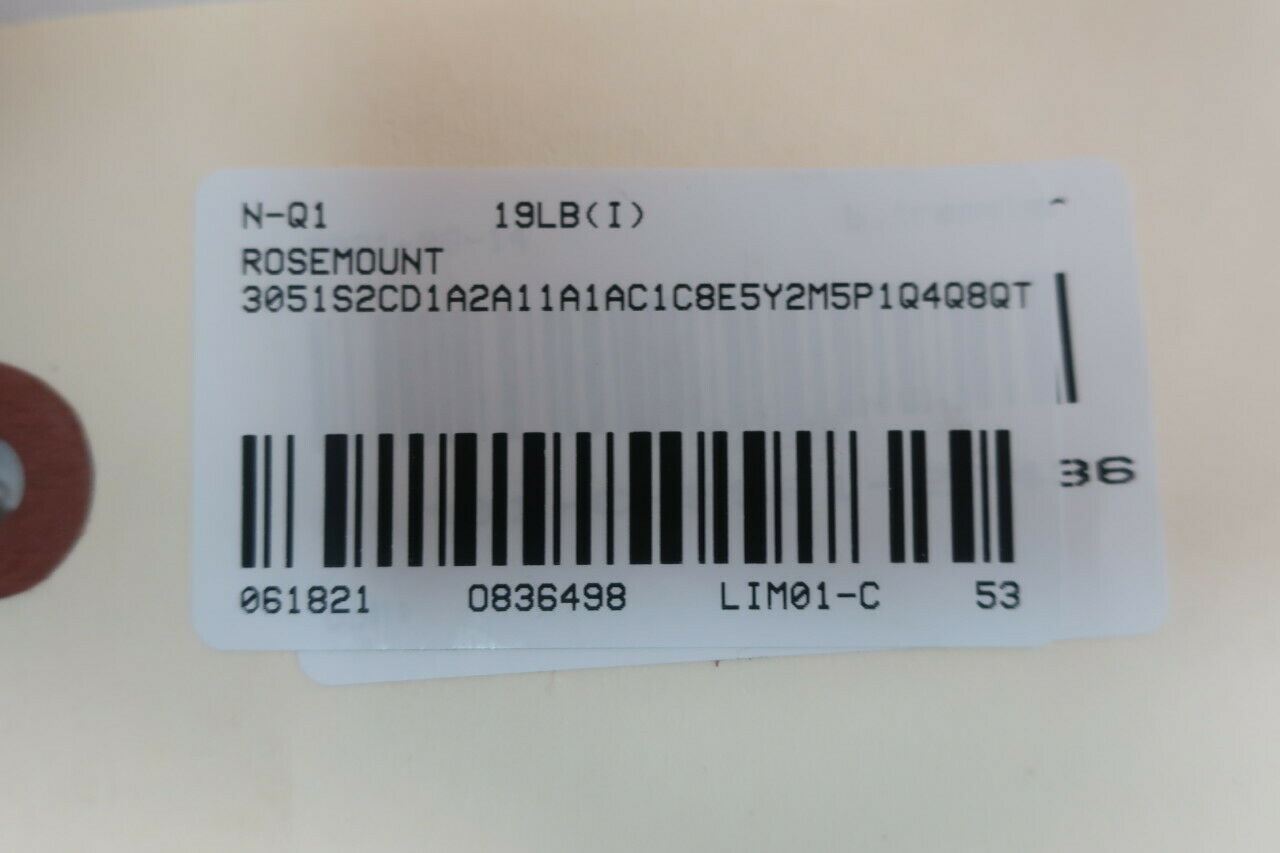 N-Q1 19LB(I)
ROSEMOUNT
3051S2CD1A2A11A1AC1C8E5Y2M5P1Q4Q8QT
36
061821 0836498 LIM01-C 53